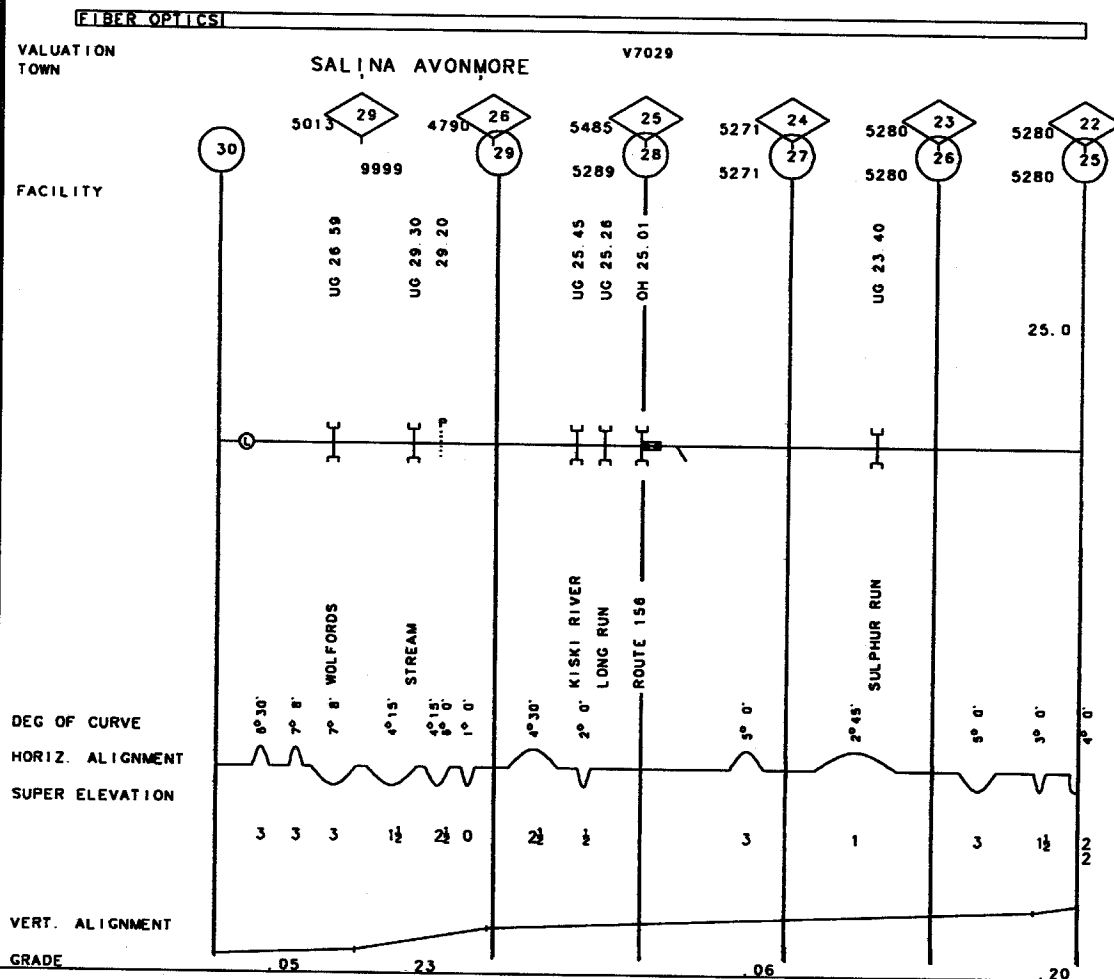 FIBER OPTICS
VALUATION V7029
TOWN SALINA AVONMORE
29 26 25 24 23 22
5013 4790 5485 5271 5280 5280
30 29 28 27 26 25
9999 5289 5271 5280 5280
FACILITY
UG 26 59
UG 29.30
29.20
UG 25.45
UG 25.26
OH 25.01
UG 23.40
25.0
L
P
WOLFORDS
STREAM
KISKI RIVER
LONG RUN
ROUTE 156
SULPHUR RUN
DEG OF CURVE 6°30' 7° 8' 7° 8' 4°15' 4°15' 6° 0' 1° 0' 4°30' 2° 0' 5° 0' 2°45' 5° 0' 3° 0' 4° 0'
HORIZ. ALIGNMENT
SUPER ELEVATION
3 3 3 1½ 2½ 0 2½ ½ 3 1 3 1½ 2
2
VERT. ALIGNMENT
GRADE .05 .23 .06 .20